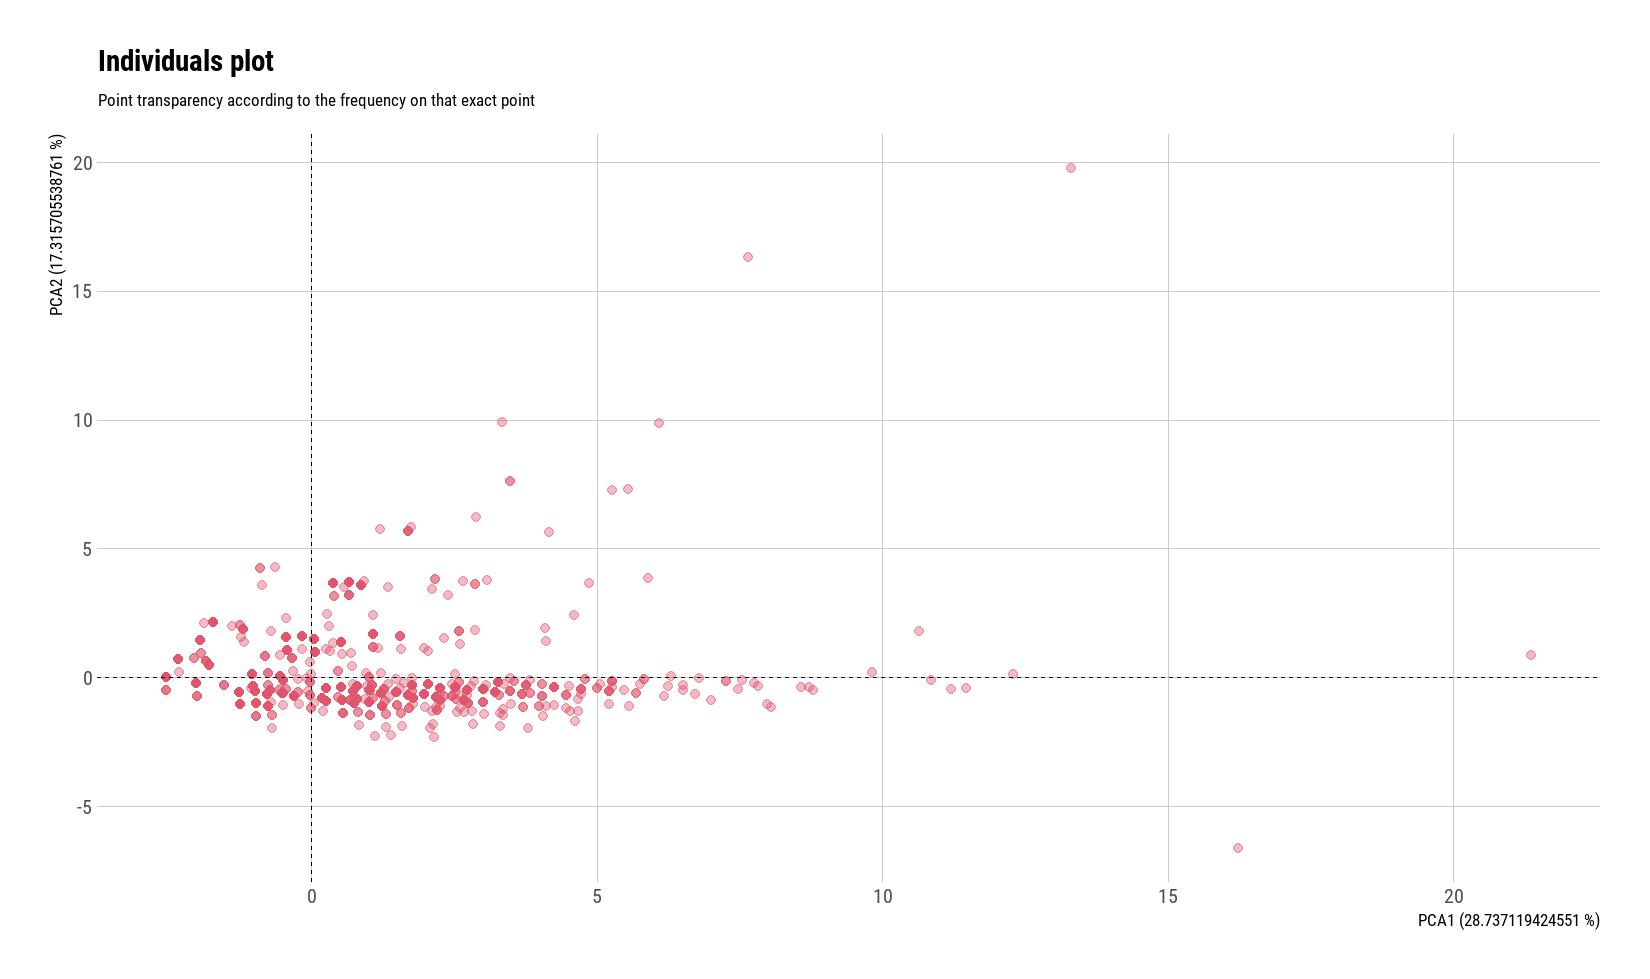 Individuals plot
Point transparency according to the frequency on that exact point
PCA2 (17.315705538761 %)
20
15
10
5
0
-5
0
5
10
15
20
PCA1 (28.737119424551 %)